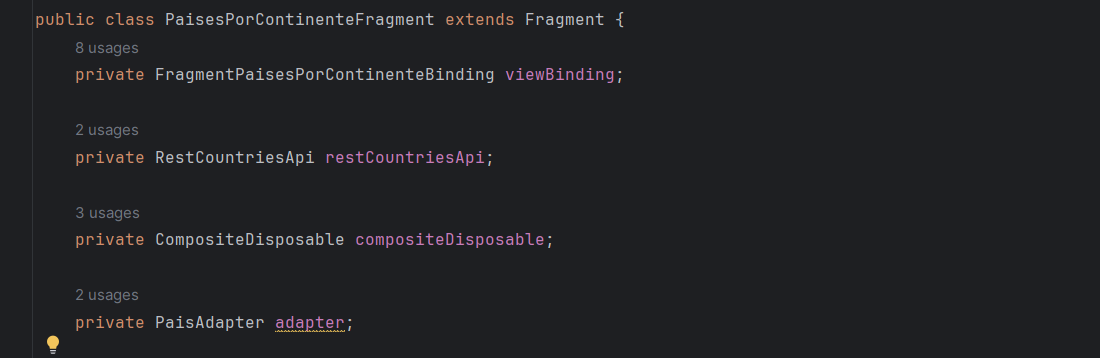 public class PaisesPorContinenteFragment extends Fragment {
8 usages
private FragmentPaisesPorContinenteBinding viewBinding;
2 usages
private RestCountriesApi restCountriesApi;
3 usages
private CompositeDisposable compositeDisposable;
2 usages
private PaisAdapter adapter;